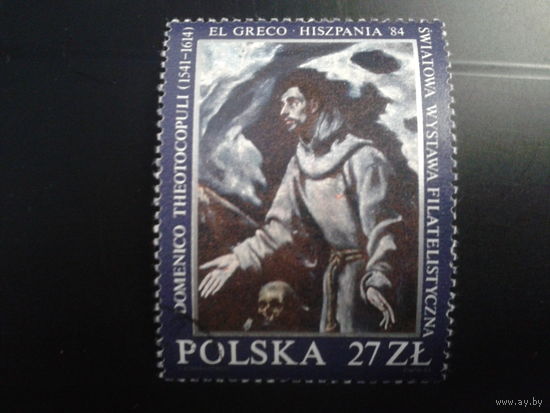 EL GRECO · HISZPANIA '84
DOMENICO THEOTOCOPULI (1541-1614)
ŚWIATOWA WYSTAWA FILATELISTYCZNA
POLSKA 27 ZŁ
www.ay.by